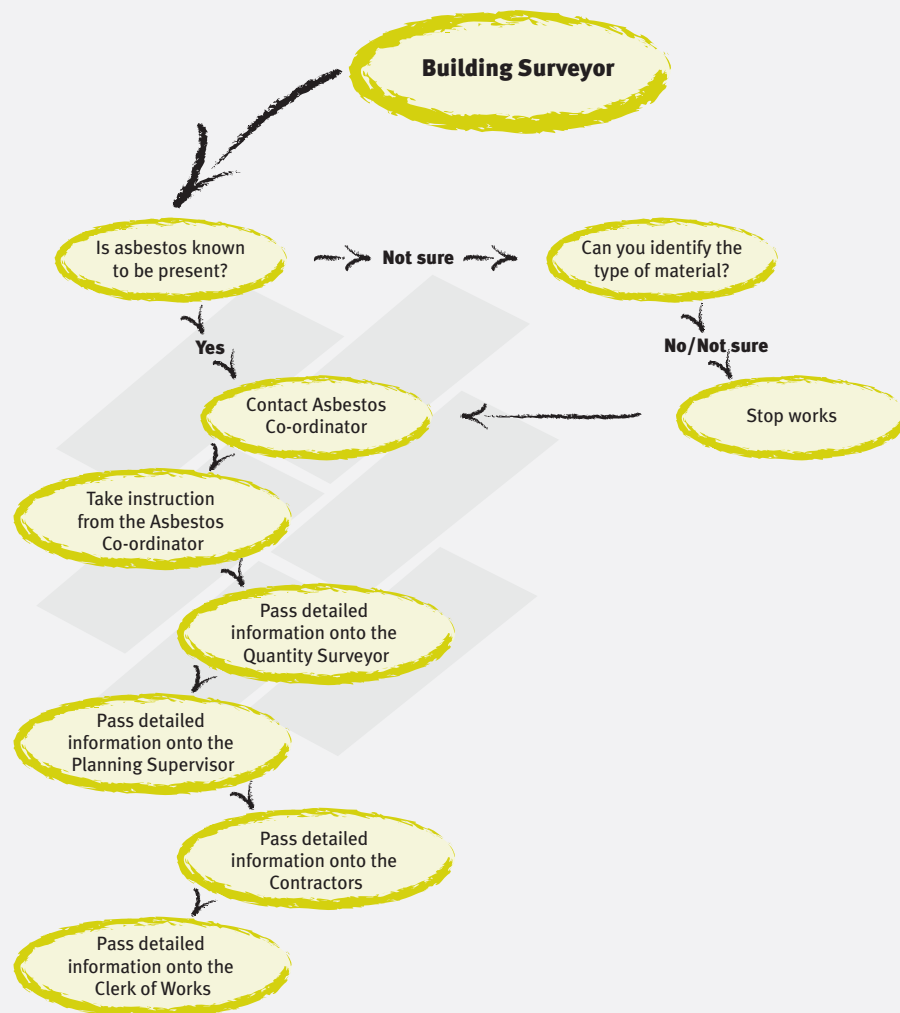 Building Surveyor
Is asbestos known
to be present?
Not sure
Can you identify the
type of material?
Yes
No/Not sure
Contact Asbestos
Co-ordinator
Stop works
Take instruction
from the Asbestos
Co-ordinator
Pass detailed
information onto the
Quantity Surveyor
Pass detailed
information onto the
Planning Supervisor
Pass detailed
information onto the
Contractors
Pass detailed
information onto the
Clerk of Works